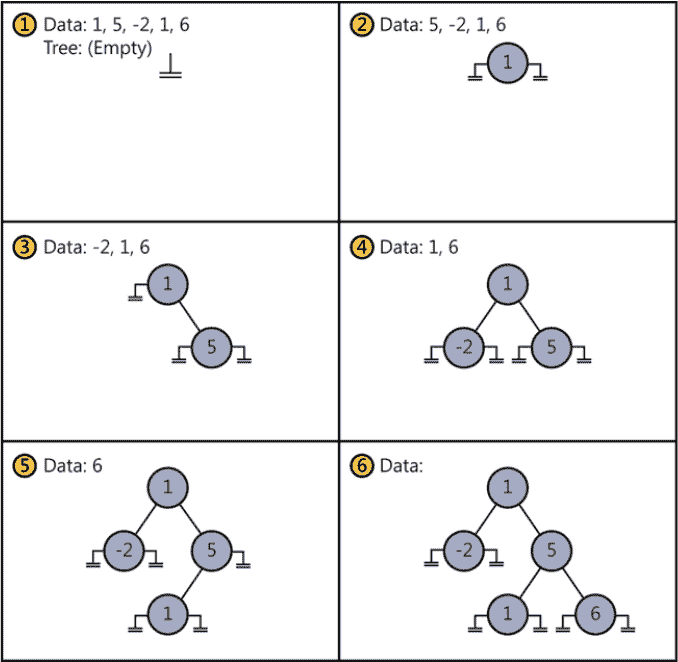 1 Data: 1, 5, -2, 1, 6
Tree: (Empty)
2 Data: 5, -2, 1, 6
1
3 Data: -2, 1, 6
1
5
4 Data: 1, 6
1
-2 5
5 Data: 6
1
-2 5
1
6 Data:
1
-2 5
1 6